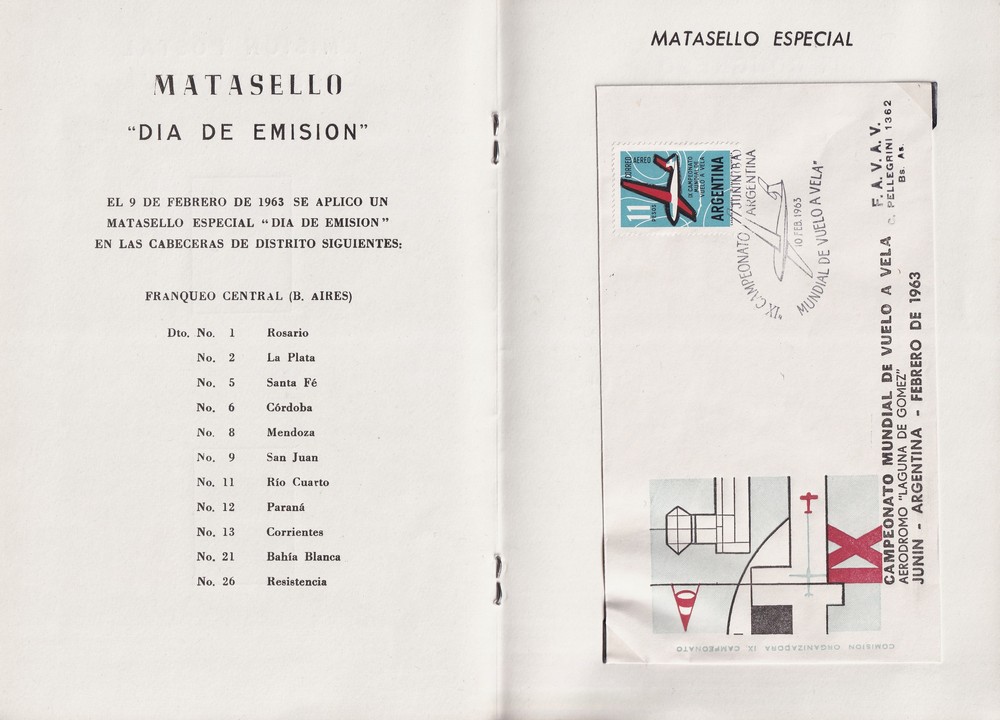 MATASELLO
“DIA DE EMISION”
EL 9 DE FEBRERO DE 1963 SE APLICO UN
MATASELLO ESPECIAL “DIA DE EMISION”
EN LAS CABECERAS DE DISTRITO SIGUIENTES:
FRANQUEO CENTRAL (B. AIRES)
Dto. No. 1 Rosario
No. 2 La Plata
No. 5 Santa Fé
No. 6 Córdoba
No. 8 Mendoza
No. 9 San Juan
No. 11 Río Cuarto
No. 12 Paraná
No. 13 Corrientes
No. 21 Bahía Blanca
No. 26 Resistencia
MATASELLO ESPECIAL
11
PESOS
CORREO AEREO
IX CAMPEONATO
MUNDIAL DE
VUELO A VELA
ARGENTINA
"IX CAMPEONATO
MUNDIAL DE VUELO A VELA"
10 FEB. 1963
JUNIN (BA)
ARGENTINA
F. A. V. A. V.
C. PELLEGRINI 1362
Bs. As.
IX
CAMPEONATO MUNDIAL DE VUELO A VELA
AERODROMO "LAGUNA DE GOMEZ"
JUNIN - ARGENTINA - FEBRERO DE 1963
COMISION ORGANIZADORA IX. CAMPEONATO